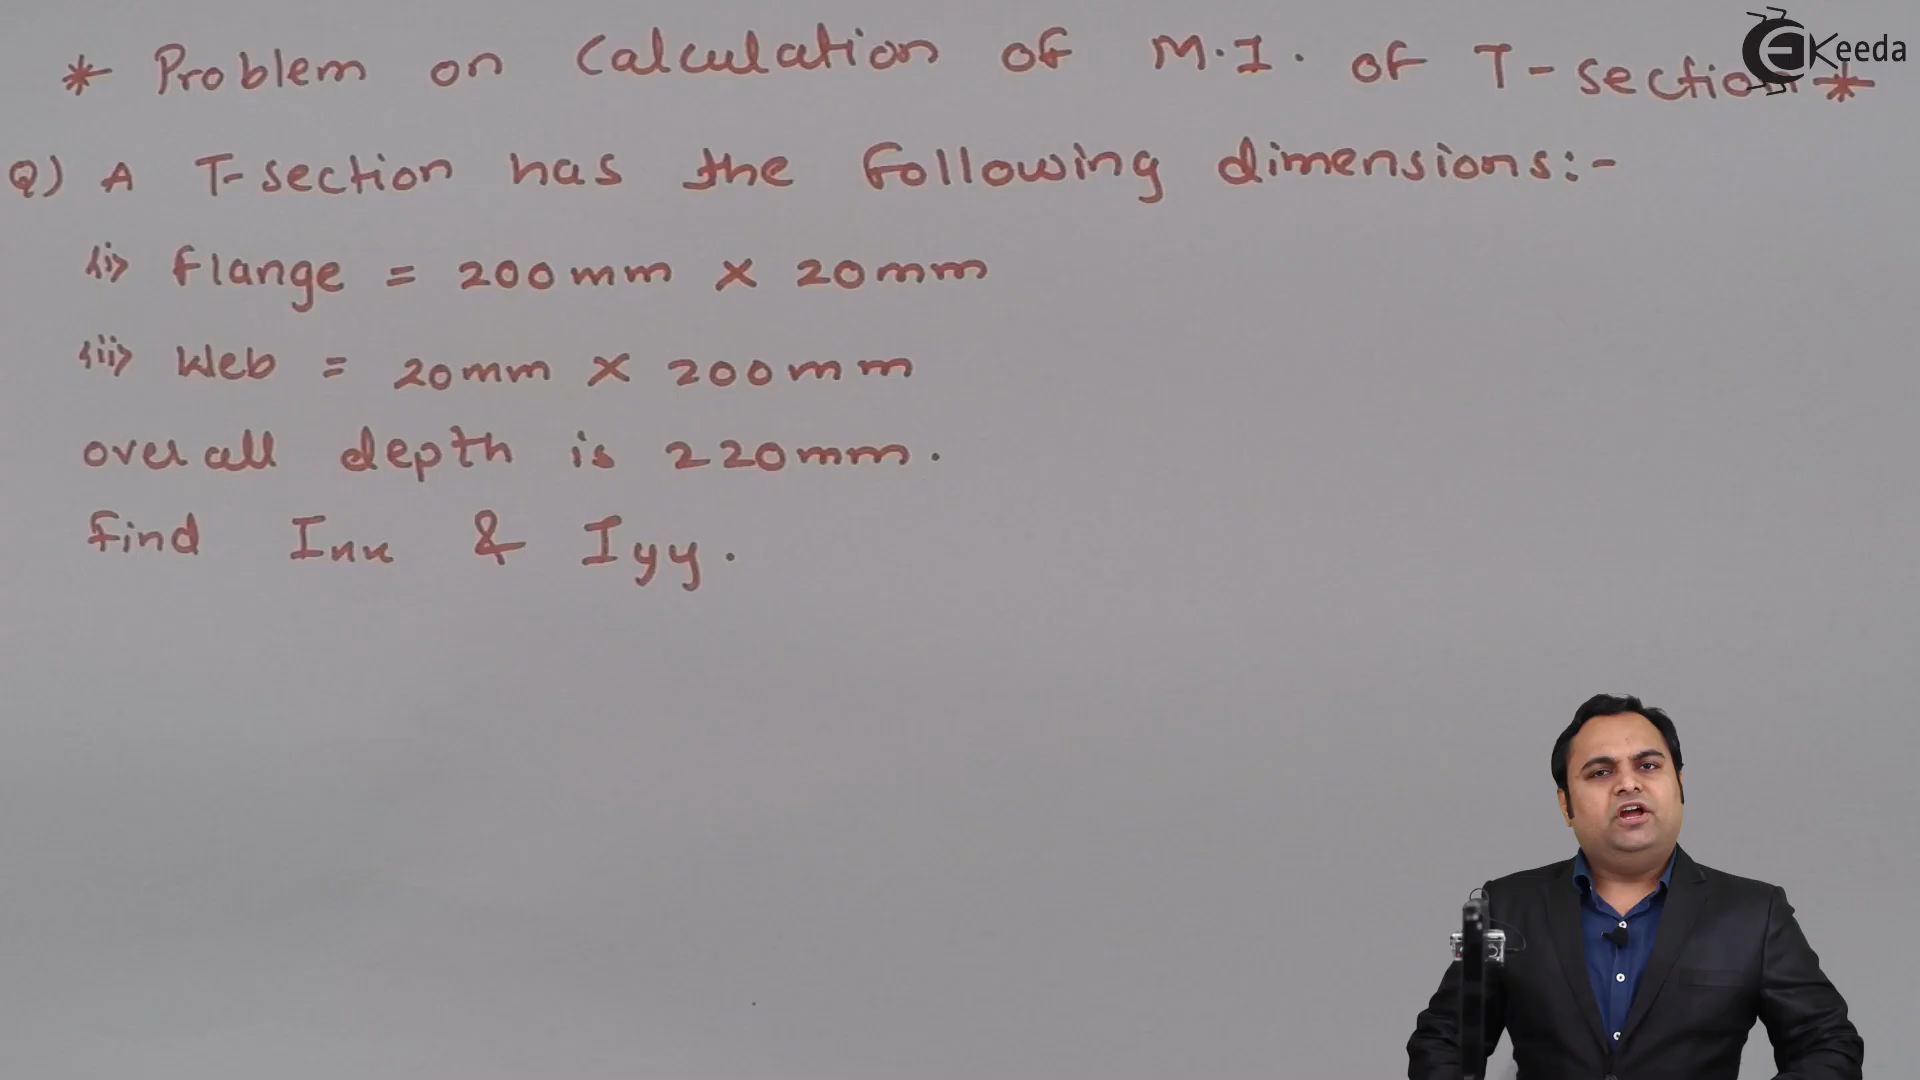 * Problem on Calculation of M.I. of T-section *
Keeda
Q) A T-section has the following dimensions:-
(i) flange = 200mm x 20mm
(ii) Web = 20mm x 200mm
overall depth is 220mm.
find Ixx & Iyy.